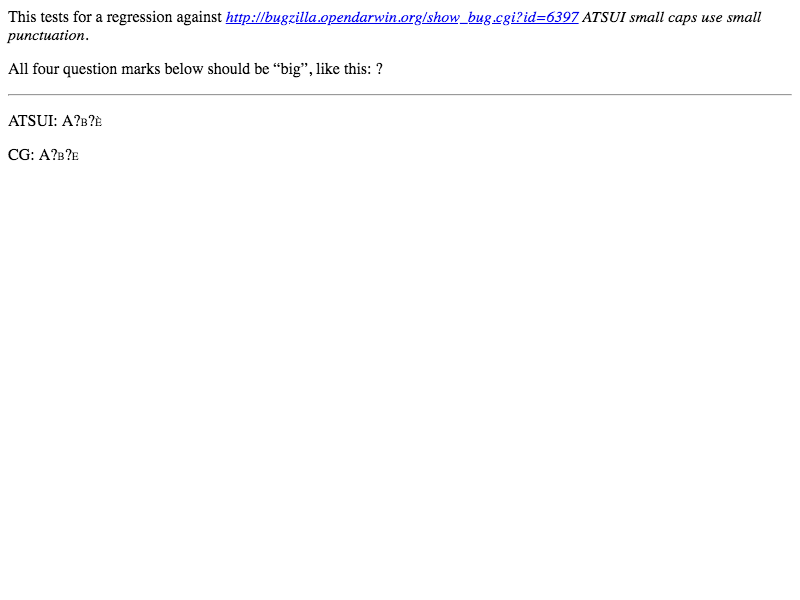 This tests for a regression against http://bugzilla.opendarwin.org/show_bug.cgi?id=6397 ATSUI small caps use small
punctuation.
All four question marks below should be “big”, like this: ?
ATSUI: A?ʙ?È
CG: A?ʙ?ᴇ